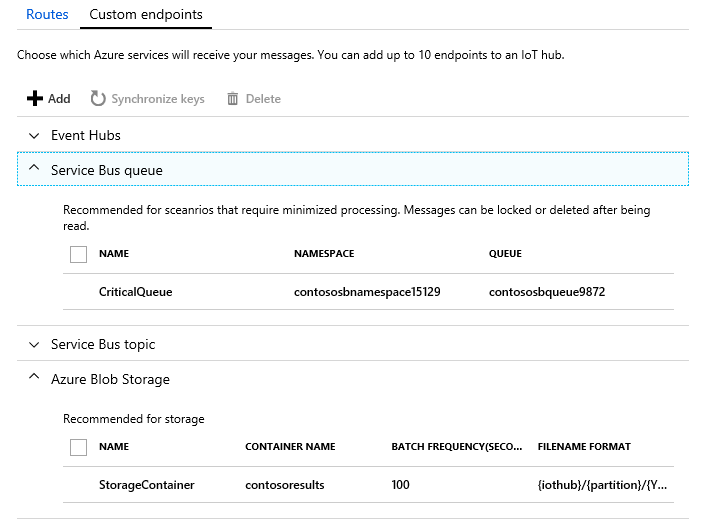 Routes Custom endpoints
Choose which Azure services will receive your messages. You can add up to 10 endpoints to an IoT hub.
Add Synchronize keys Delete
Event Hubs
Service Bus queue
Recommended for sceanrios that require minimized processing. Messages can be locked or deleted after being
read.
NAME NAMESPACE QUEUE
CriticalQueue contososbnamespace15129 contososbqueue9872
Service Bus topic
Azure Blob Storage
Recommended for storage
NAME CONTAINER NAME BATCH FREQUENCY(SECO... FILENAME FORMAT
StorageContainer contosoresults 100 {iothub}/{partition}/{Y...